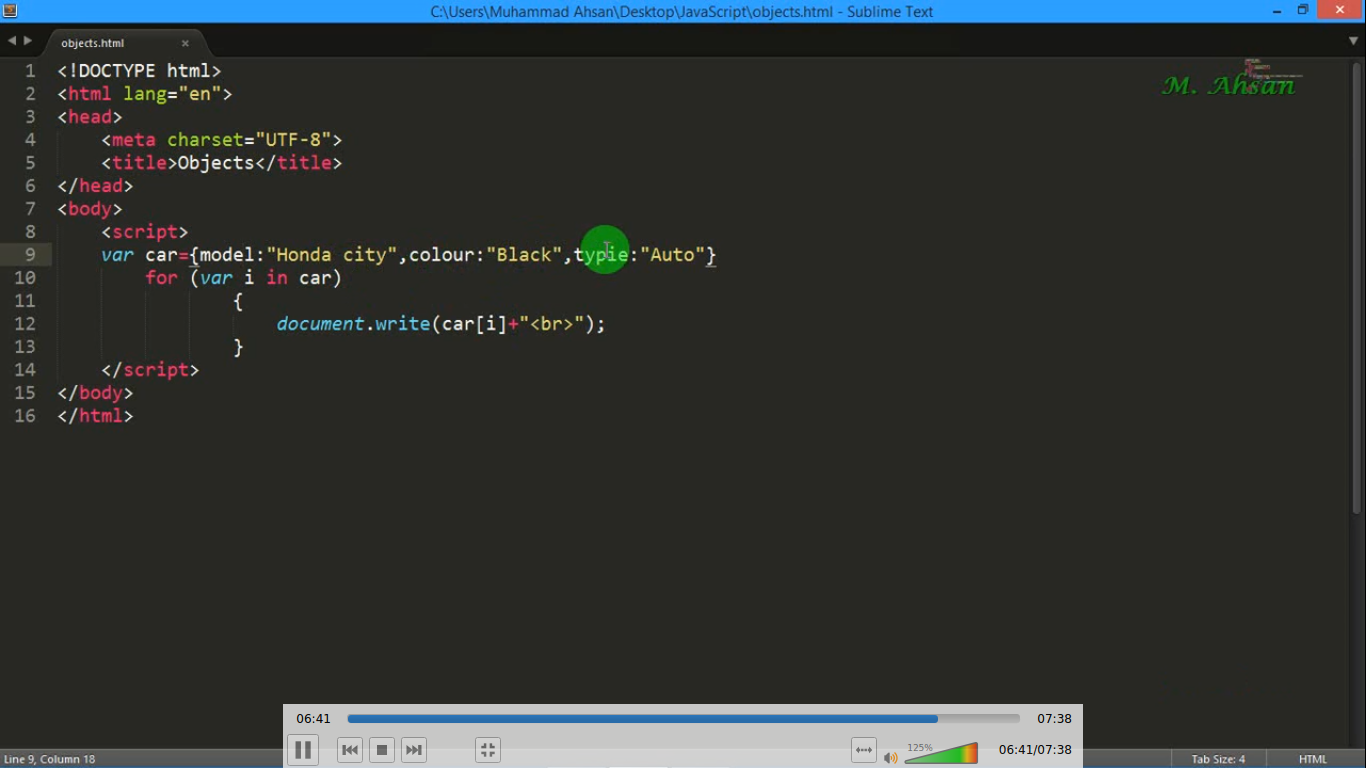 C:\Users\Muhammad Ahsan\Desktop\JavaScript\objects.html - Sublime Text
objects.html
M. Ahsan
1 <!DOCTYPE html>
2 <html lang="en">
3 <head>
4 <meta charset="UTF-8">
5 <title>Objects</title>
6 </head>
7 <body>
8 <script>
9 var car={model:"Honda city",colour:"Black",typie:"Auto"}
10 for (var i in car)
11 {
12 document.write(car[i]+"<br>");
13 }
14 </script>
15 </body>
16 </html>
06:41 07:38
125% 06:41/07:38
Line 9, Column 18 Tab Size: 4 HTML